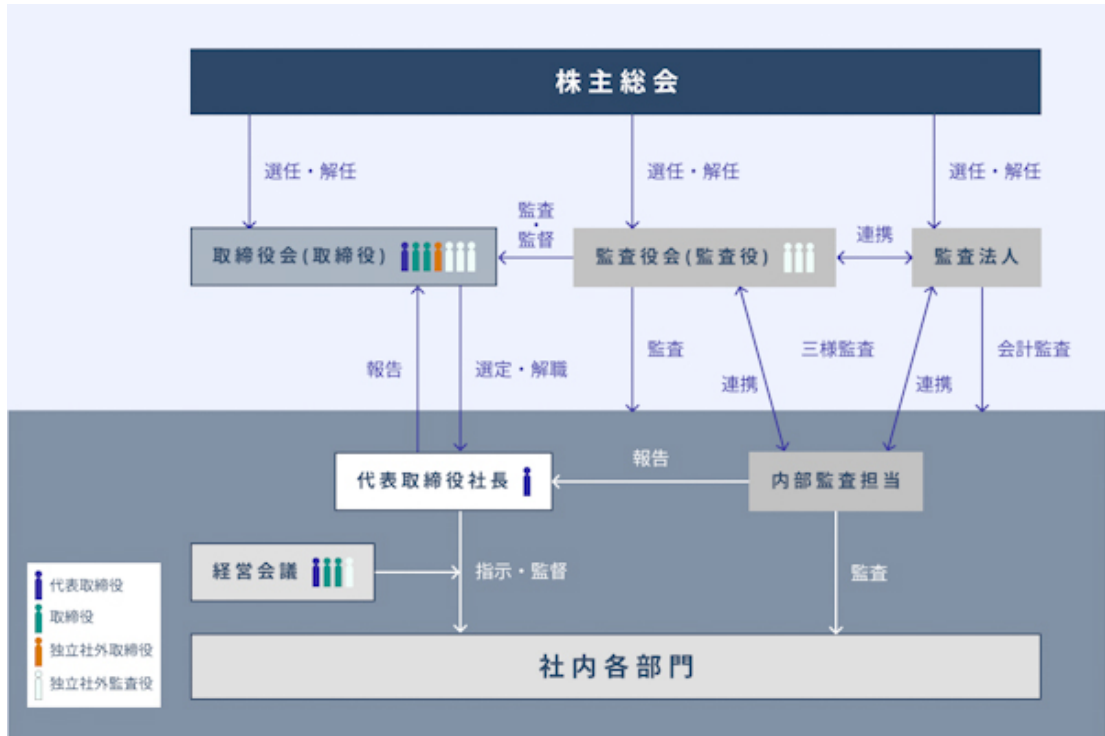 株主総会
選任・解任
選任・解任
選任・解任
監査
・
監督
連携
取締役会(取締役)
監査役会(監査役)
監査法人
報告
選定・解職
監査
三様監査
会計監査
連携
連携
代表取締役社長
報告
内部監査担当
経営会議
指示・監督
監査
代表取締役
取締役
独立社外取締役
独立社外監査役
社内各部門